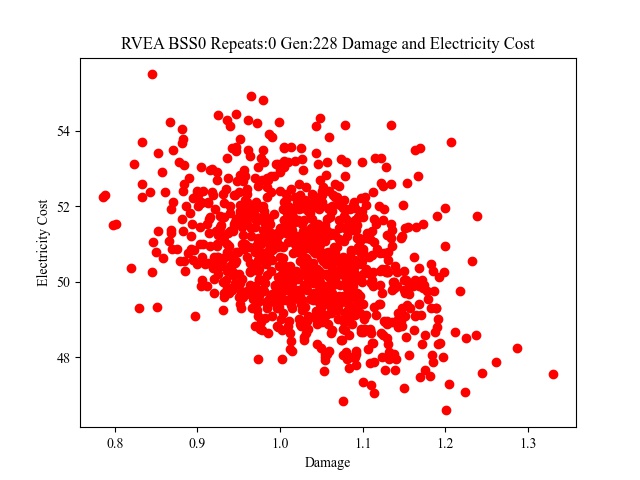 RVEA BSS0 Repeats:0 Gen:228 Damage and Electricity Cost
54
52
50
48
Electricity Cost
0.8 0.9 1.0 1.1 1.2 1.3
Damage